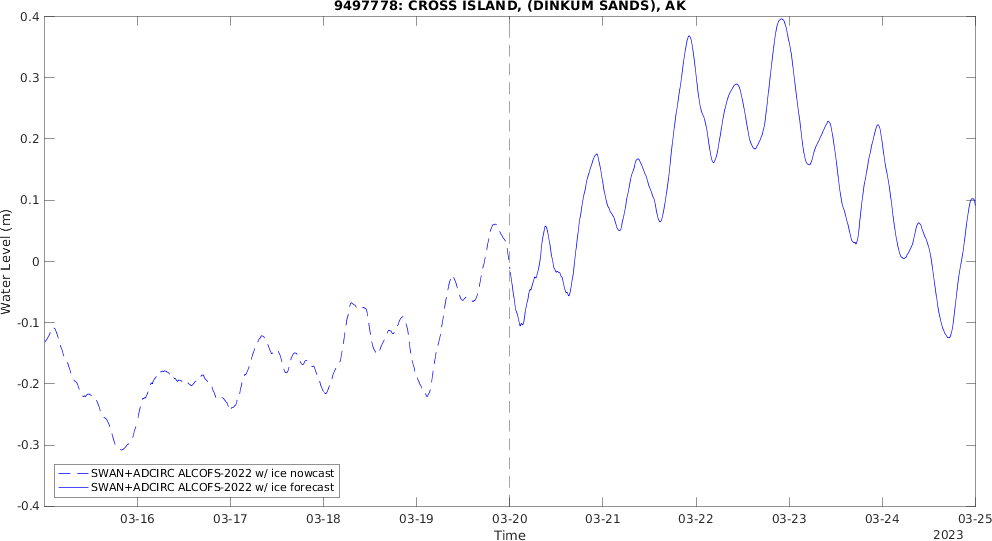 9497778: CROSS ISLAND, (DINKUM SANDS), AK
Water Level (m)
0.4
0.3
0.2
0.1
0
-0.1
-0.2
-0.3
-0.4
SWAN+ADCIRC ALCOFS-2022 w/ ice nowcast
SWAN+ADCIRC ALCOFS-2022 w/ ice forecast
03-16 03-17 03-18 03-19 03-20 03-21 03-22 03-23 03-24 03-25
Time
2023